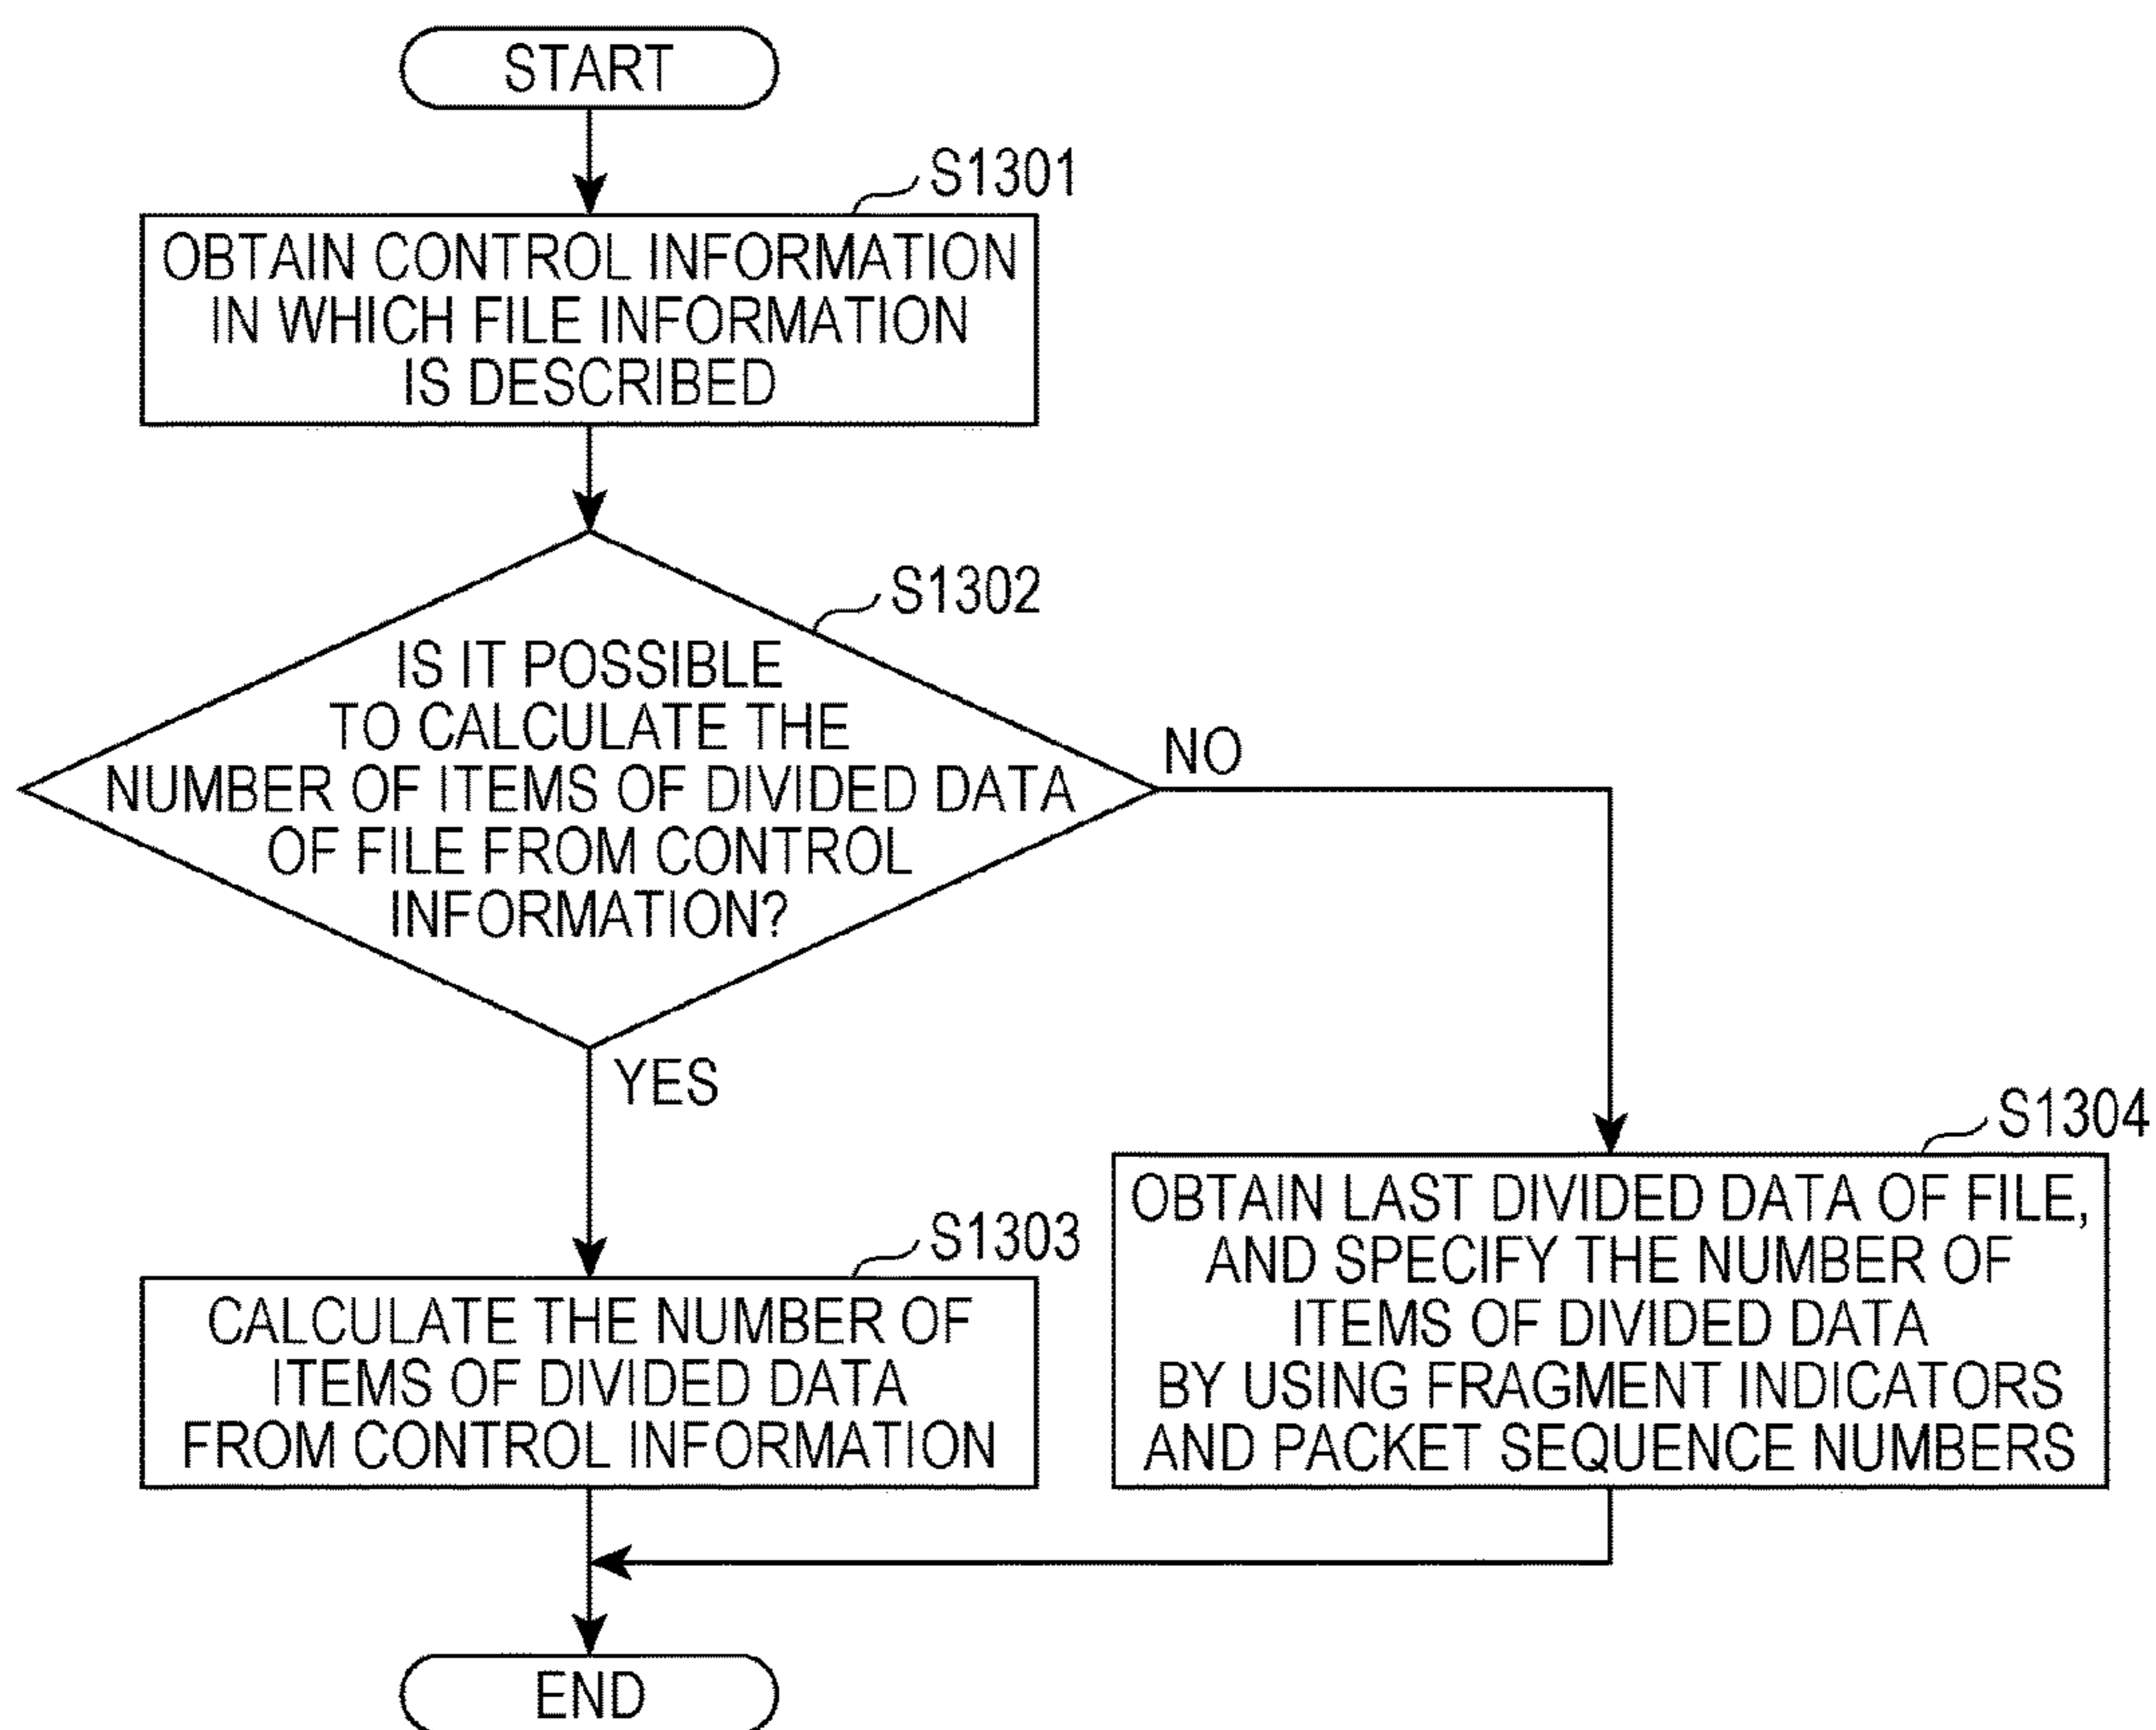 START
S1301
OBTAIN CONTROL INFORMATION
IN WHICH FILE INFORMATION
IS DESCRIBED
S1302
IS IT POSSIBLE
TO CALCULATE THE
NUMBER OF ITEMS OF DIVIDED DATA
OF FILE FROM CONTROL
INFORMATION?
NO
YES
S1303
CALCULATE THE NUMBER OF
ITEMS OF DIVIDED DATA
FROM CONTROL INFORMATION
S1304
OBTAIN LAST DIVIDED DATA OF FILE,
AND SPECIFY THE NUMBER OF
ITEMS OF DIVIDED DATA
BY USING FRAGMENT INDICATORS
AND PACKET SEQUENCE NUMBERS
END